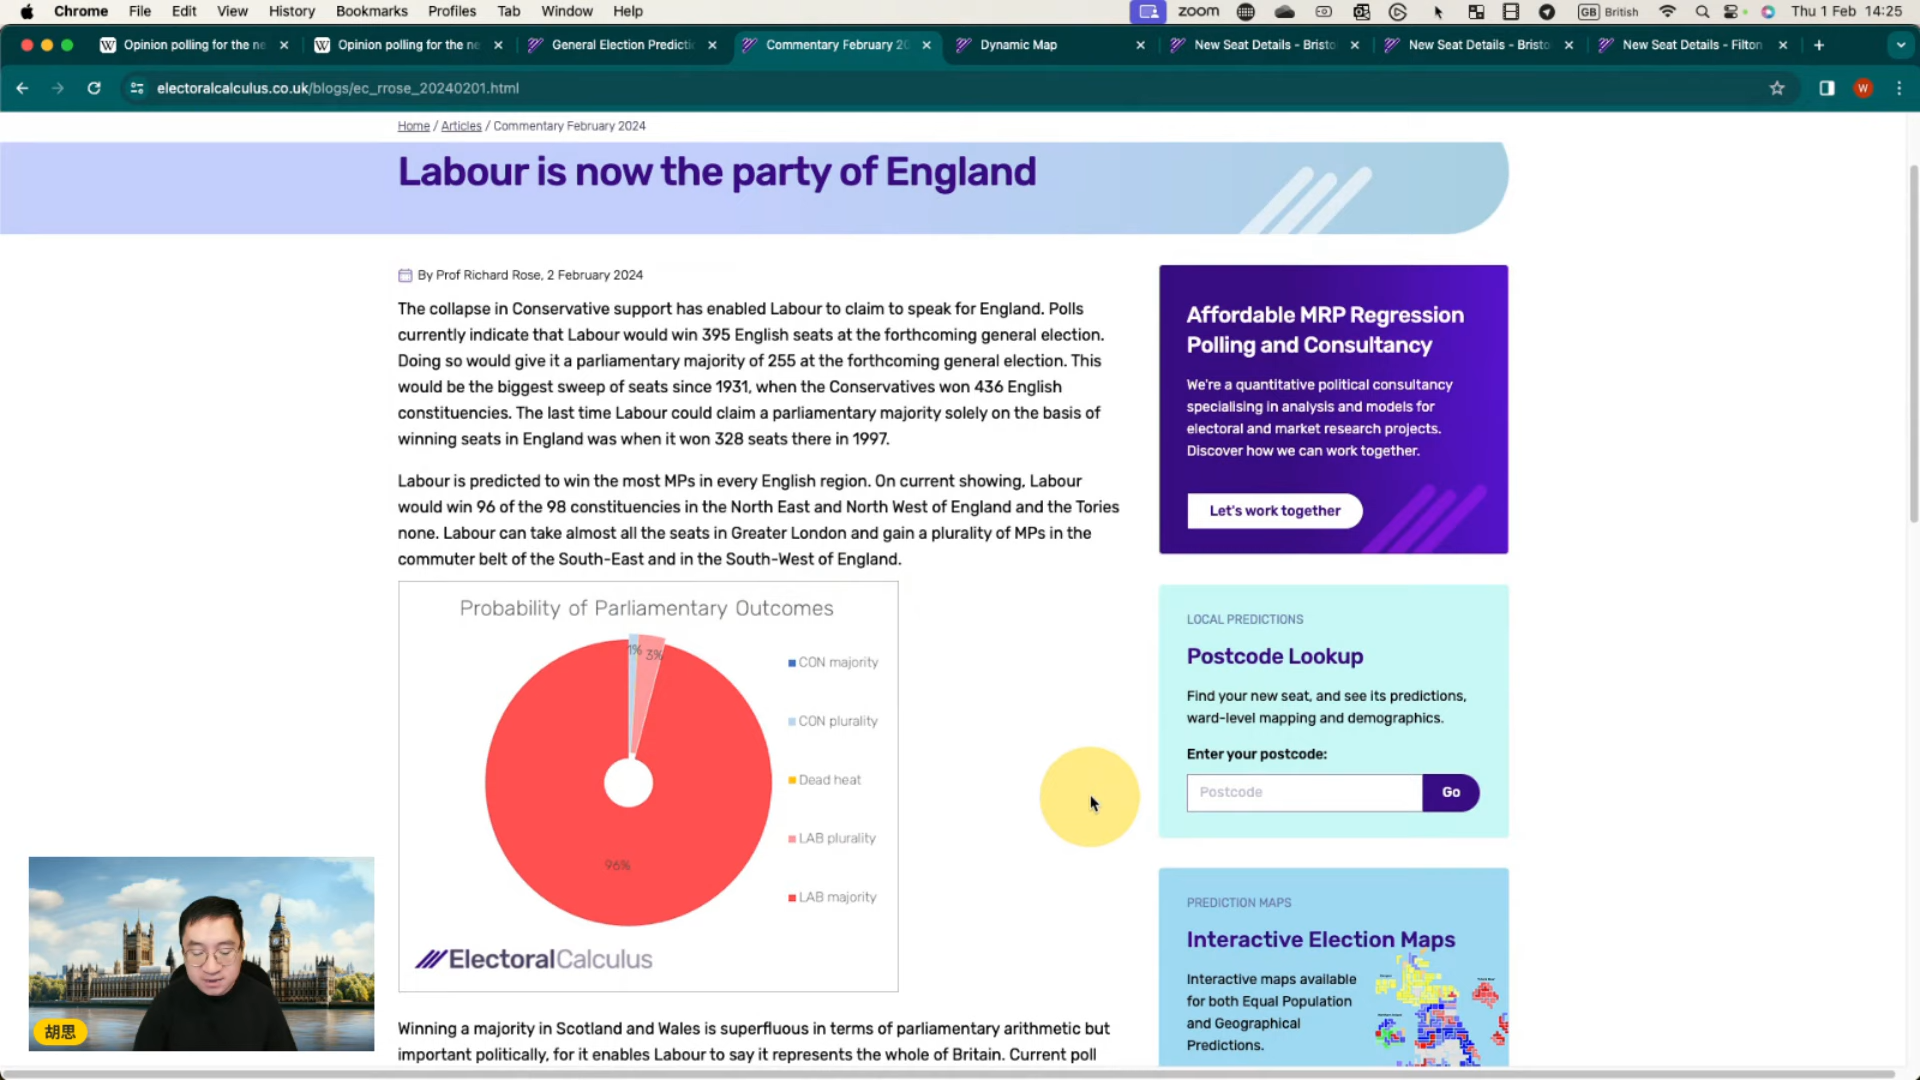 Chrome File Edit View History Bookmarks Profiles Tab Window Help
zoom
GB British
Thu 1 Feb 14:25
Opinion polling for the ne
Opinion polling for the ne
General Election Predictio
Commentary February 20
Dynamic Map
New Seat Details - Bristo
New Seat Details - Bristo
New Seat Details - Filton
electoralcalculus.co.uk/blogs/ec_rrose_20240201.html
W
Home / Articles / Commentary February 2024
Labour is now the party of England
By Prof Richard Rose, 2 February 2024
The collapse in Conservative support has enabled Labour to claim to speak for England. Polls
currently indicate that Labour would win 395 English seats at the forthcoming general election.
Doing so would give it a parliamentary majority of 255 at the forthcoming general election. This
would be the biggest sweep of seats since 1931, when the Conservatives won 436 English
constituencies. The last time Labour could claim a parliamentary majority solely on the basis of
winning seats in England was when it won 328 seats there in 1997.
Labour is predicted to win the most MPs in every English region. On current showing, Labour
would win 96 of the 98 constituencies in the North East and North West of England and the Tories
none. Labour can take almost all the seats in Greater London and gain a plurality of MPs in the
commuter belt of the South-East and in the South-West of England.
Probability of Parliamentary Outcomes
1% 3%
96%
CON majority
CON plurality
Dead heat
LAB plurality
LAB majority
ElectoralCalculus
Winning a majority in Scotland and Wales is superfluous in terms of parliamentary arithmetic but
important politically, for it enables Labour to say it represents the whole of Britain. Current poll
Affordable MRP Regression
Polling and Consultancy
We're a quantitative political consultancy
specialising in analysis and models for
electoral and market research projects.
Discover how we can work together.
Let's work together
LOCAL PREDICTIONS
Postcode Lookup
Find your new seat, and see its predictions,
ward-level mapping and demographics.
Enter your postcode:
Postcode
Go
PREDICTION MAPS
Interactive Election Maps
Interactive maps available
for both Equal Population
and Geographical
Predictions.
胡思